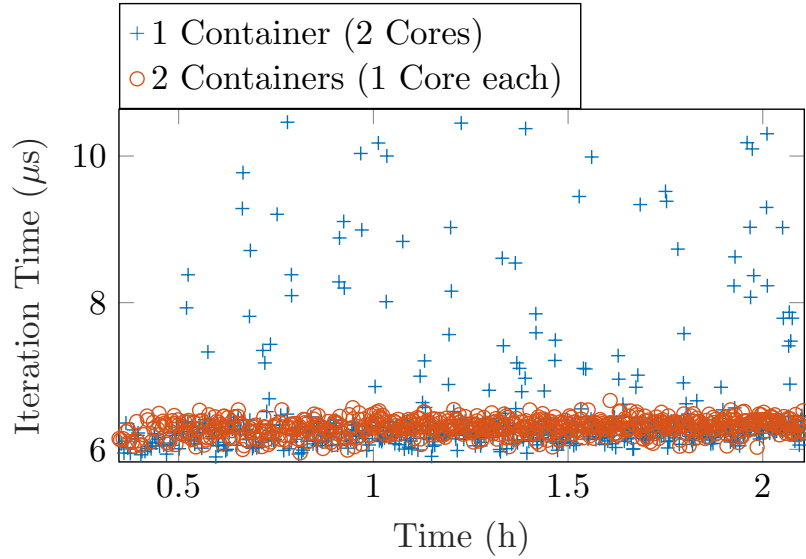 1 Container (2 Cores)
2 Containers (1 Core each)
10
8
6
Iteration Time (μs)
0.5 1 1.5 2
Time (h)